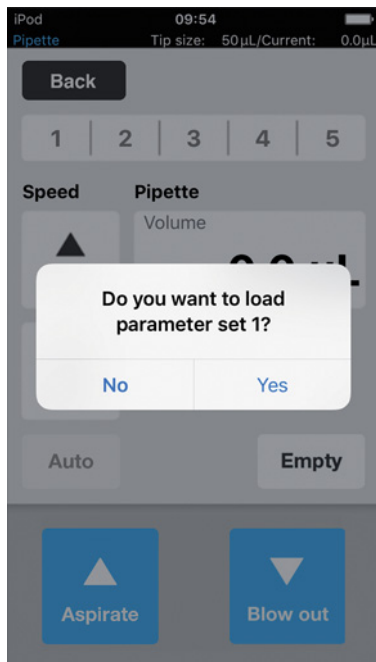 iPod 09:54
Pipette Tip size: 50µL/Current: 0.0µL
Back
1 2 3 4 5
Speed Pipette
Volume
Do you want to load
parameter set 1?
No Yes
Auto Empty
Aspirate Blow out